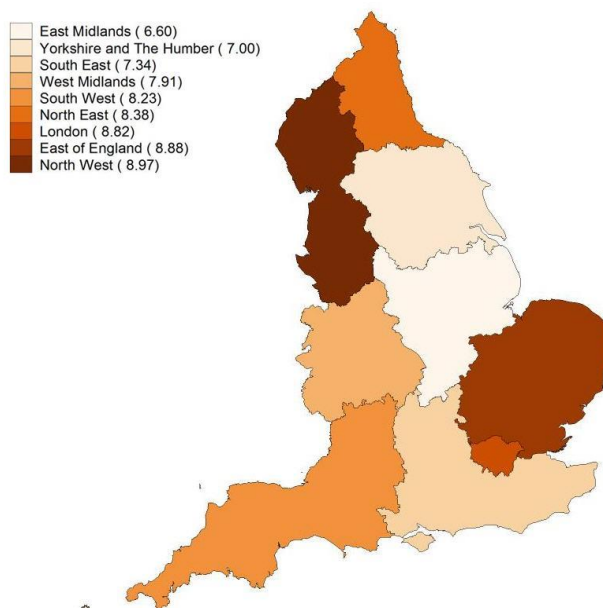 East Midlands ( 6.60)
Yorkshire and The Humber ( 7.00)
South East ( 7.34)
West Midlands ( 7.91)
South West ( 8.23)
North East ( 8.38)
London ( 8.82)
East of England ( 8.88)
North West ( 8.97)